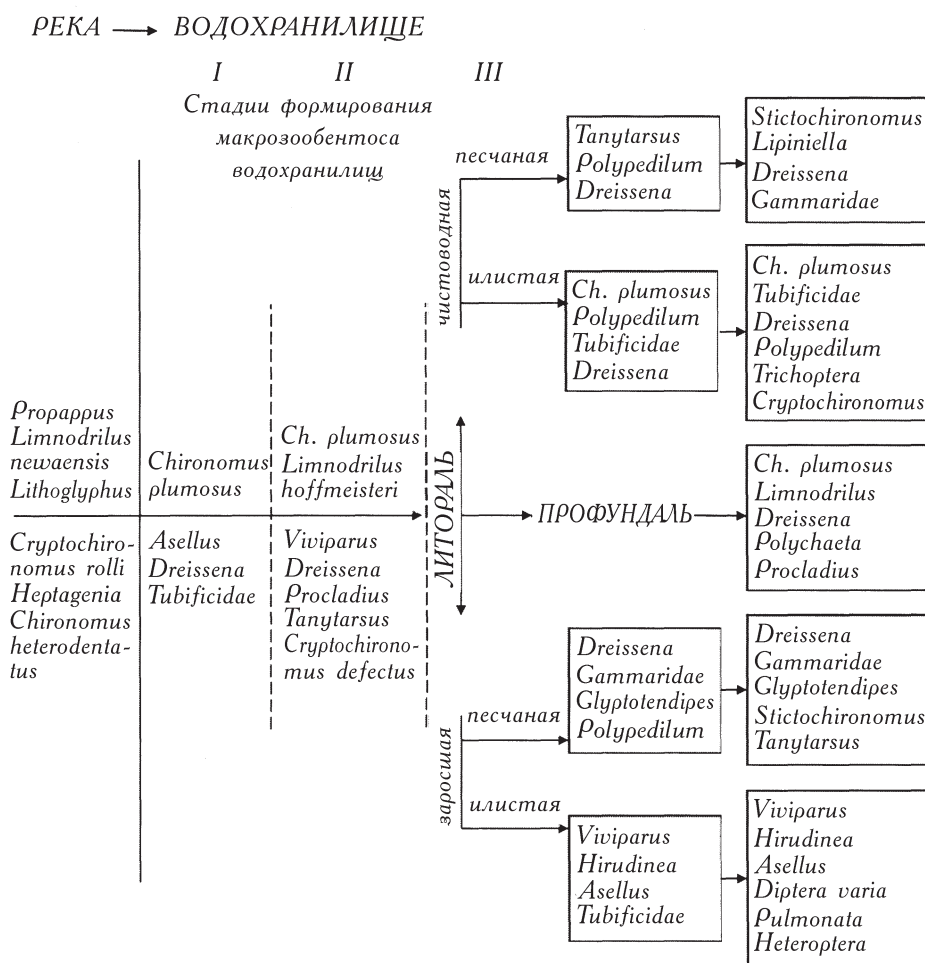 РЕКА → ВОДОХРАНИЛИЩЕ
I II III
Стадии формирования
макрозообентоса
водохранилищ
Propappus
Limnodrilus
newaensis
Lithoglyphus
Cryptochiro-
nomus rolli
Heptagenia
Chironomus
heterodenta-
tus
Chironomus
plumosus
Asellus
Dreissena
Tubificidae
Ch. plumosus
Limnodrilus
hoffmeisteri
Viviparus
Dreissena
Procladius
Tanytarsus
Cryptochirono-
mus defectus
ЛИТОРАЛЬ
чистоводная
песчаная
Tanytarsus
Polypedilum
Dreissena
Stictochironomus
Lipiniella
Dreissena
Gammaridae
илистая
Ch. plumosus
Polypedilum
Tubificidae
Dreissena
Ch. plumosus
Tubificidae
Dreissena
Polypedilum
Trichoptera
Cryptochironomus
ПРОФУНДАЛЬ
Ch. plumosus
Limnodrilus
Dreissena
Polychaeta
Procladius
заросшая
песчаная
Dreissena
Gammaridae
Glyptotendipes
Polypedilum
Dreissena
Gammaridae
Glyptotendipes
Stictochironomus
Tanytarsus
илистая
Viviparus
Hirudinea
Asellus
Tubificidae
Viviparus
Hirudinea
Asellus
Diptera varia
Pulmonata
Heteroptera